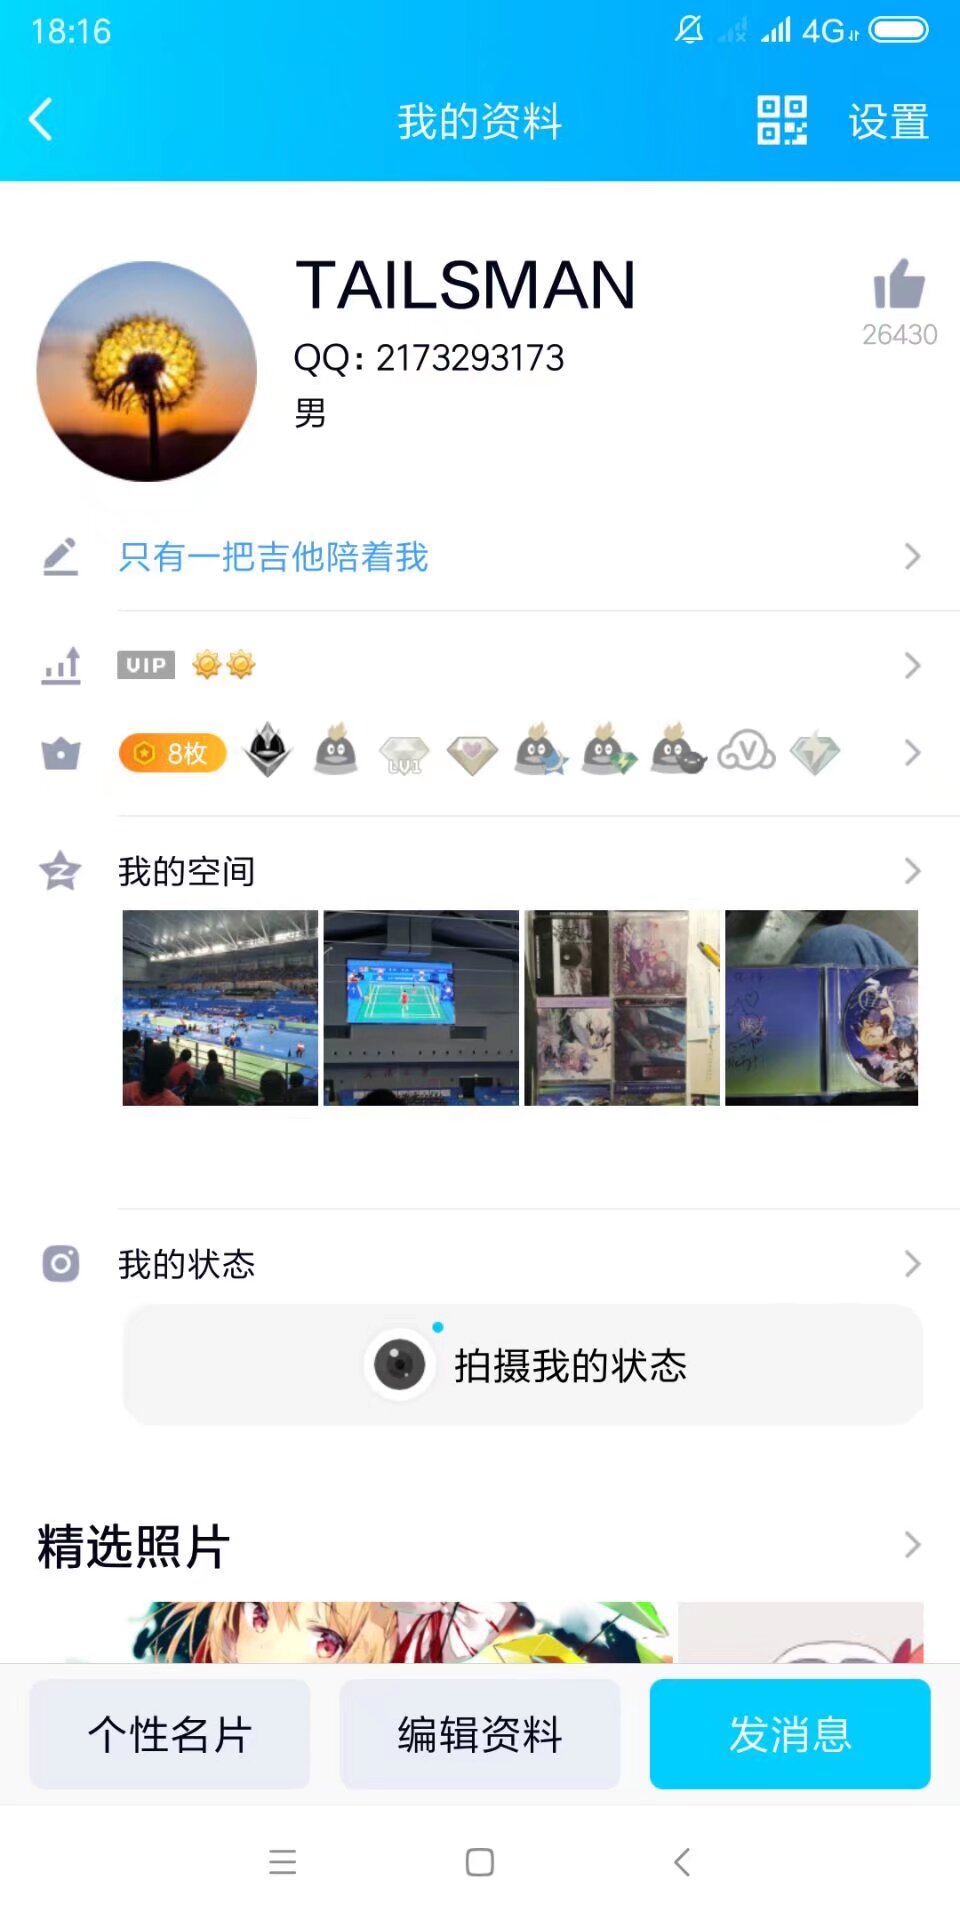 18:16
4G
我的资料
设置
TAILSMAN
26430
QQ: 2173293173
男
只有一把吉他陪着我
VIP
8枚
LV1
V
我的空间
我的状态
拍摄我的状态
精选照片
个性名片
编辑资料
发消息